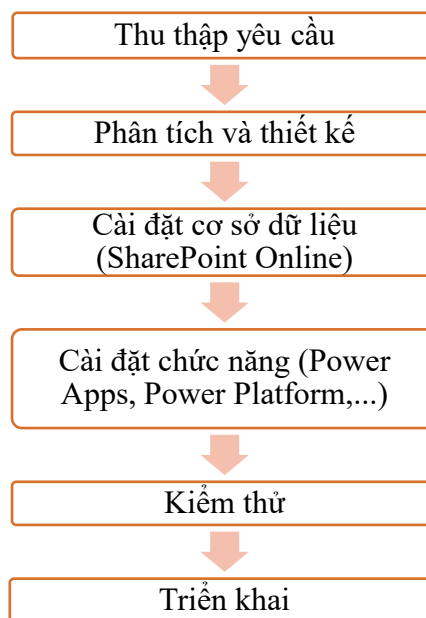 Thu thập yêu cầu
Phân tích và thiết kế
Cài đặt cơ sở dữ liệu
(SharePoint Online)
Cài đặt chức năng (Power
Apps, Power Platform,...)
Kiểm thử
Triển khai